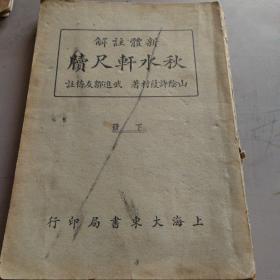 解註體新
牘尺軒水秋
註傅友鄒進武 著村葭許陰山
下冊
行印局書東大海上